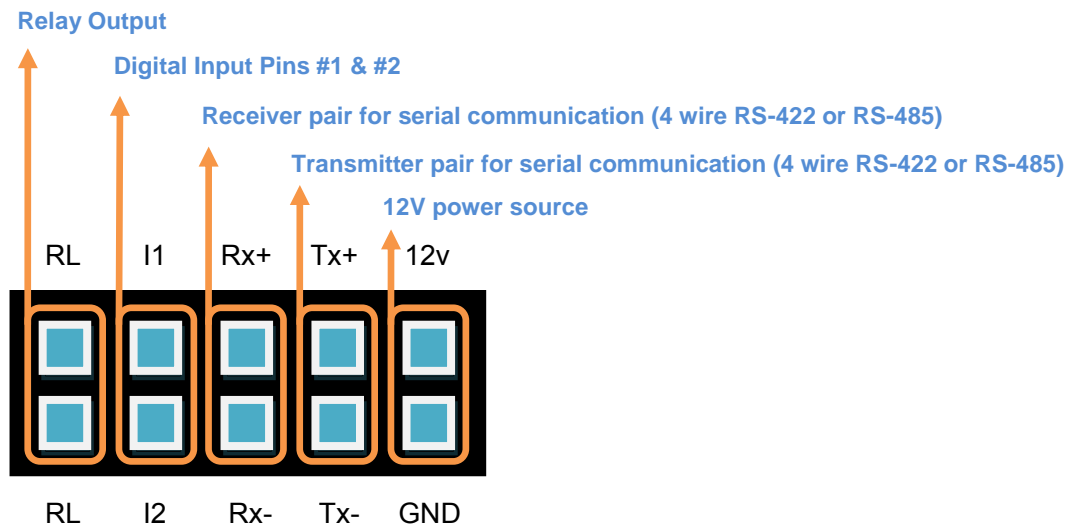 Relay Output
Digital Input Pins #1 & #2
Receiver pair for serial communication (4 wire RS-422 or RS-485)
Transmitter pair for serial communication (4 wire RS-422 or RS-485)
12V power source
RL I1 Rx+ Tx+ 12v
RL I2 Rx- Tx- GND